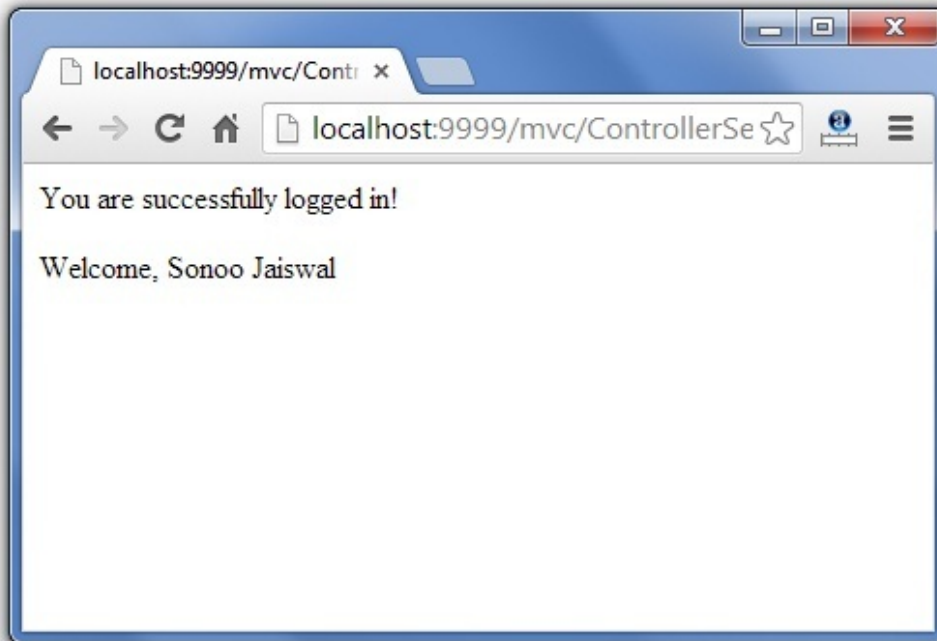 localhost:9999/mvc/Contr
localhost:9999/mvc/ControllerSe
You are successfully logged in!
Welcome, Sonoo Jaiswal